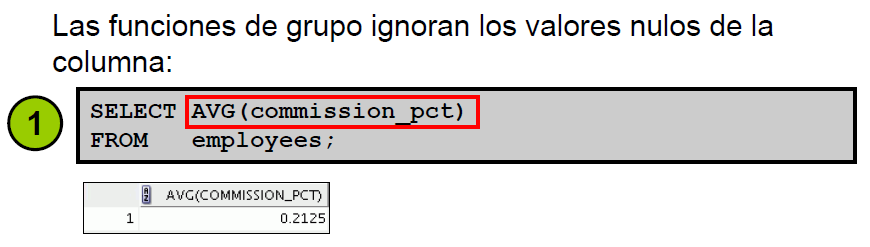 Las funciones de grupo ignoran los valores nulos de la
columna:
1
SELECT AVG(commission_pct)
FROM employees;
AZ AVG(COMMISSION_PCT)
1 0.2125